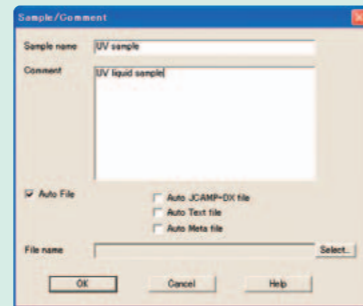 Sample/Comment
Sample name UV sample
Comment UV liquid sample
Auto File
Auto JCAMP-DX file
Auto Text file
Auto Meta file
File name Select..
OK Cancel Help